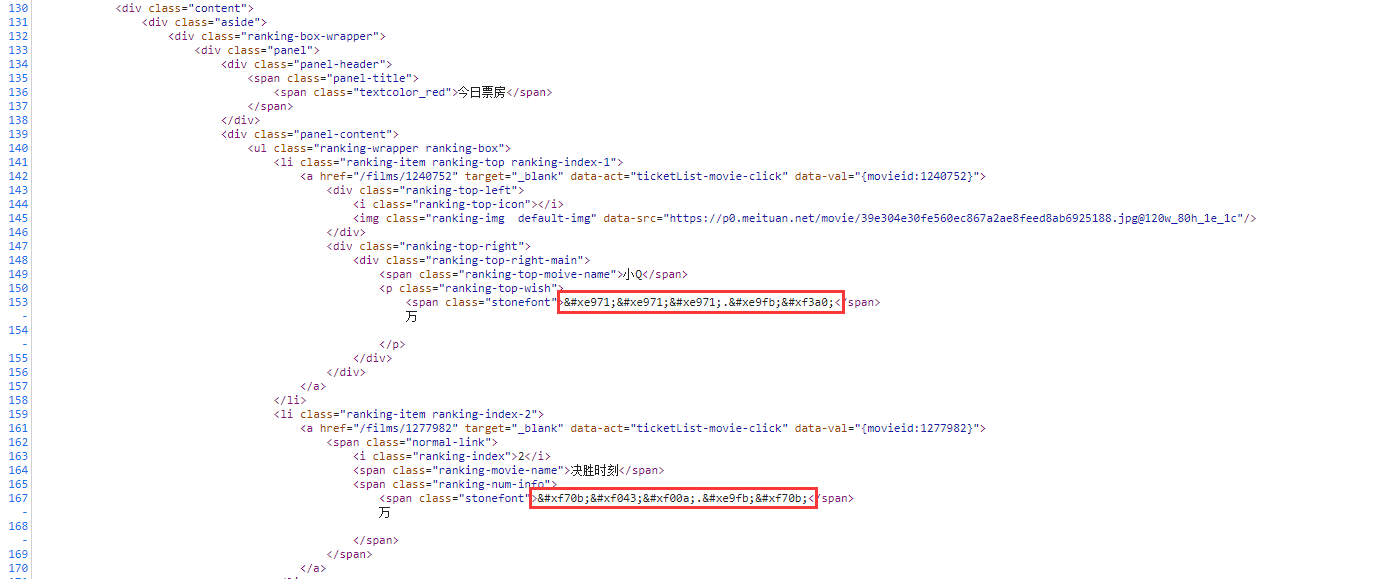 130 <div class="content">
131 <div class="aside">
132 <div class="ranking-box-wrapper">
133 <div class="panel">
134 <div class="panel-header">
135 <span class="panel-title">
136 <span class="textcolor_red">今日票房</span>
137 </span>
138 </div>
139 <div class="panel-content">
140 <ul class="ranking-wrapper ranking-box">
141 <li class="ranking-item ranking-top ranking-index-1">
142 <a href="/films/1240752" target="_blank" data-act="ticketList-movie-click" data-val="{movieid:1240752}">
143 <div class="ranking-top-left">
144 <i class="ranking-top-icon"></i>
145 <img class="ranking-img  default-img" data-src="https://p0.meituan.net/movie/39e304e30fe560ec867a2ae8feed8ab6925188.jpg@120w_80h_1e_1c"/>
146 </div>
147 <div class="ranking-top-right">
148 <div class="ranking-top-right-main">
149 <span class="ranking-top-moive-name">小Q</span>
150 <p class="ranking-top-wish">
153 <span class="stonefont">&#xe971;&#xe971;&#xe971;.&#xe9fb;&#xf3a0;</span>
- 万
154
- </p>
155 </div>
156 </div>
157 </a>
158 </li>
159 <li class="ranking-item ranking-index-2">
161 <a href="/films/1277982" target="_blank" data-act="ticketList-movie-click" data-val="{movieid:1277982}">
162 <span class="normal-link">
163 <i class="ranking-index">2</i>
164 <span class="ranking-movie-name">决胜时刻</span>
165 <span class="ranking-num-info">
167 <span class="stonefont">&#xf70b;&#xf043;&#xf00a;.&#xe9fb;&#xf70b;</span>
- 万
168
- </span>
169 </span>
170 </a>